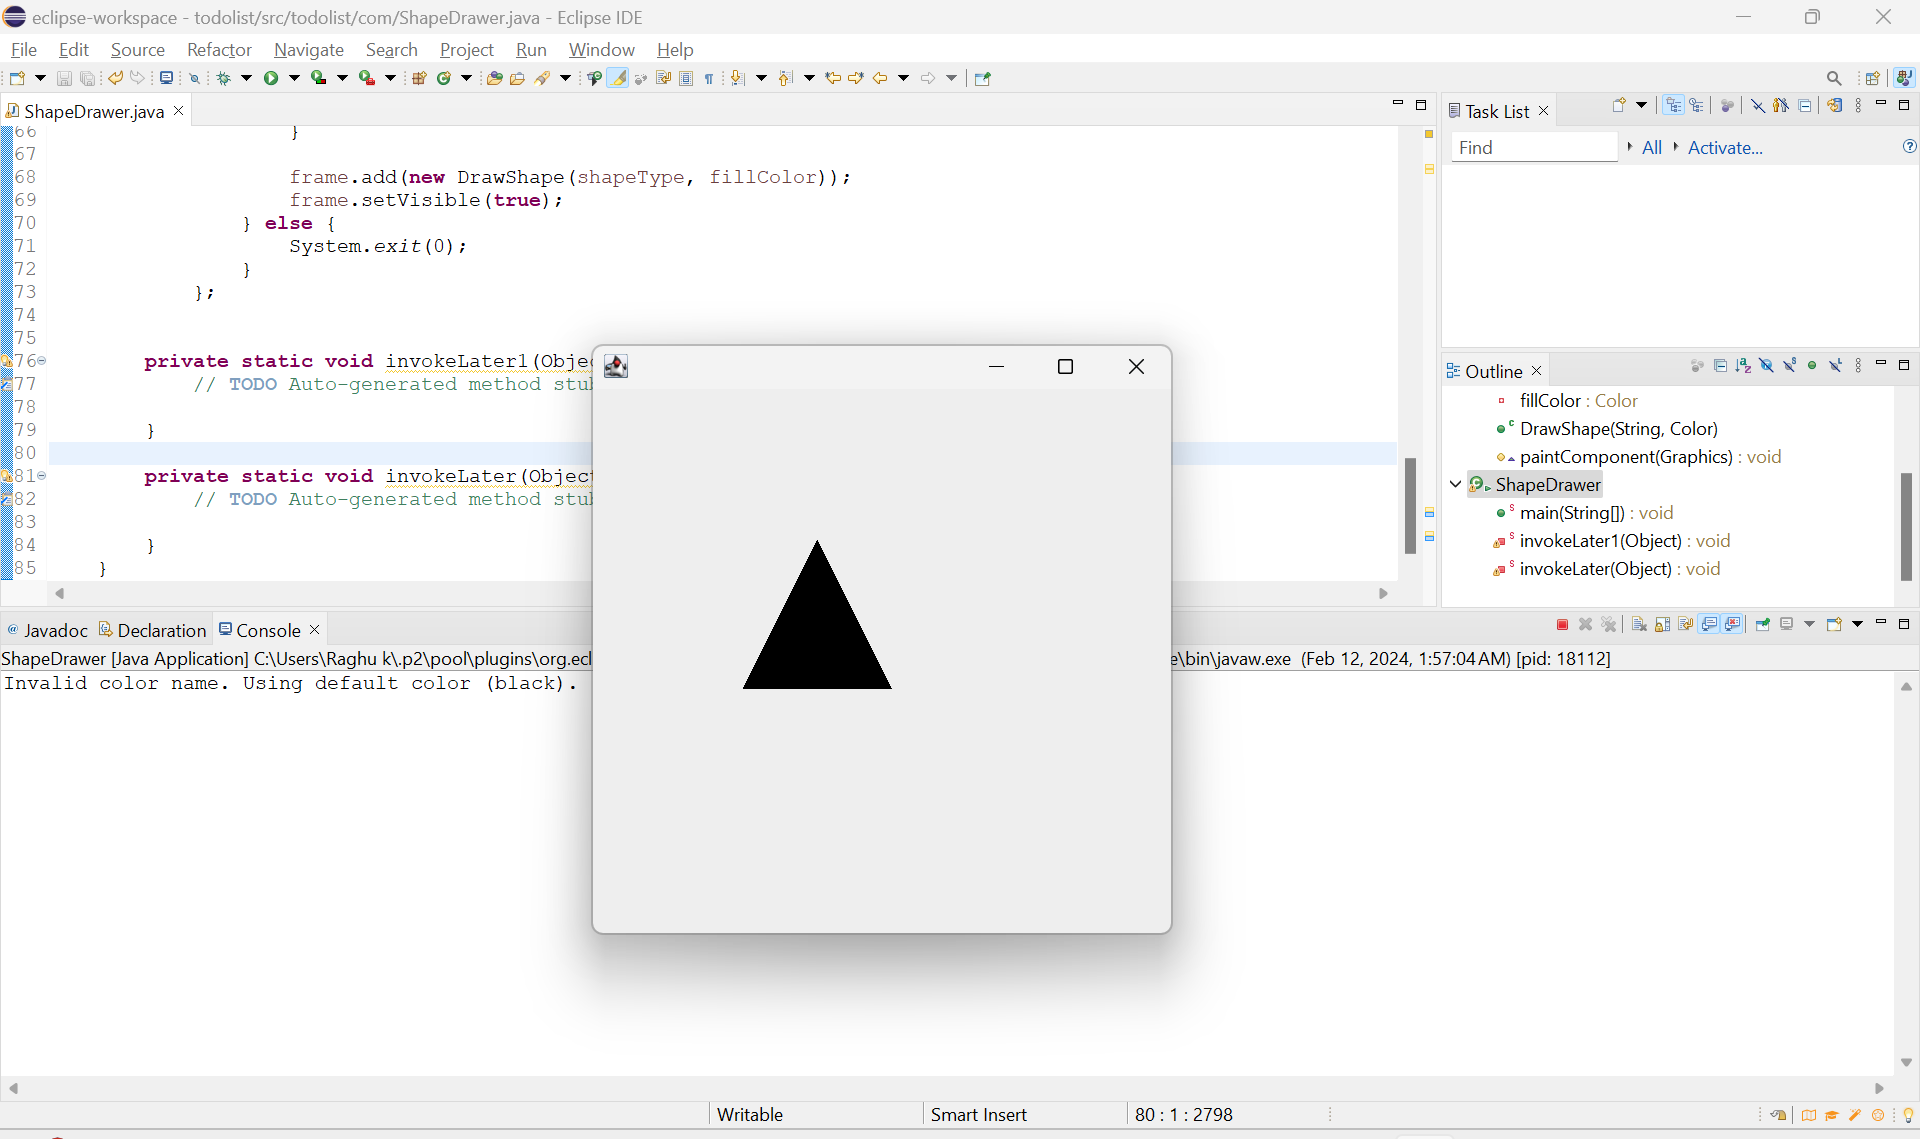 eclipse-workspace - todolist/src/todolist/com/ShapeDrawer.java - Eclipse IDE
File Edit Source Refactor Navigate Search Project Run Window Help
ShapeDrawer.java
66 }
67
68 frame.add(new DrawShape(shapeType, fillColor));
69 frame.setVisible(true);
70 } else {
71 System.exit(0);
72 }
73 };
74
75
76 private static void invokeLater1(Objec
77 // TODO Auto-generated method stub
78
79 }
80
81 private static void invokeLater(Object
82 // TODO Auto-generated method stub
83
84 }
85 }
Task List
Find All Activate...
Outline
fillColor : Color
DrawShape(String, Color)
paintComponent(Graphics) : void
ShapeDrawer
main(String[]) : void
invokeLater1(Object) : void
invokeLater(Object) : void
@ Javadoc Declaration Console
ShapeDrawer [Java Application] C:\Users\Raghu k\.p2\pool\plugins\org.ecl e\bin\javaw.exe (Feb 12, 2024, 1:57:04 AM) [pid: 18112]
Invalid color name. Using default color (black).
Writable Smart Insert 80 : 1 : 2798